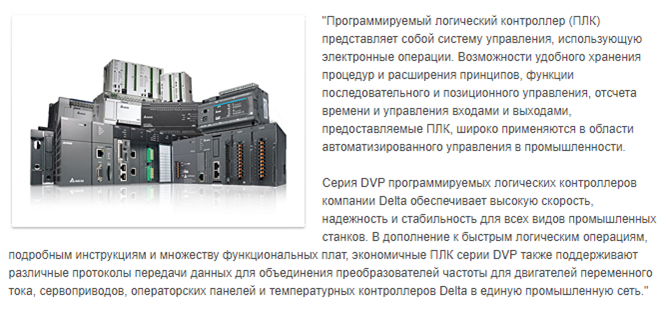 "Программируемый логический контроллер (ПЛК)
представляет собой систему управления, использующую
электронные операции. Возможности удобного хранения
процедур и расширения принципов, функции
последовательного и позиционного управления, отсчета
времени и управления входами и выходами,
предоставляемые ПЛК, широко применяются в области
автоматизированного управления в промышленности.
Серия DVP программируемых логических контроллеров
компании Delta обеспечивает высокую скорость,
надежность и стабильность для всех видов промышленных
станков. В дополнение к быстрым логическим операциям,
подробным инструкциям и множеству функциональных плат, экономичные ПЛК серии DVP также поддерживают
различные протоколы передачи данных для объединения преобразователей частоты для двигателей переменного
тока, сервоприводов, операторских панелей и температурных контроллеров Delta в единую промышленную сеть."